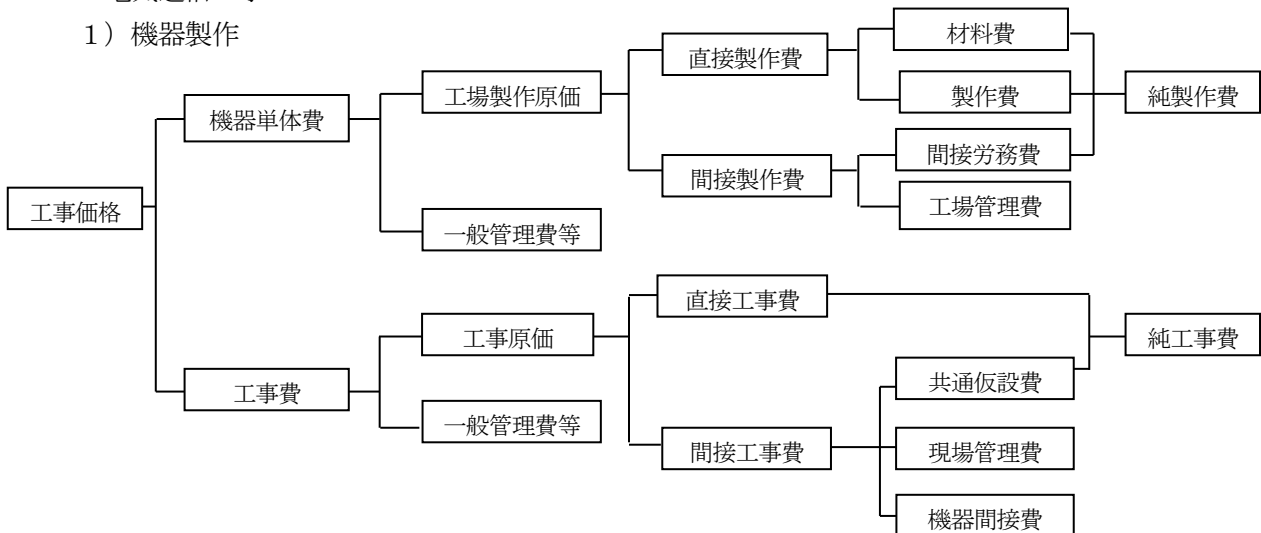 1）機器製作
工事価格
機器単体費
工場製作原価
直接製作費
材料費
製作費
純製作費
間接製作費
間接労務費
工場管理費
一般管理費等
工事費
工事原価
直接工事費
純工事費
間接工事費
共通仮設費
現場管理費
機器間接費
一般管理費等